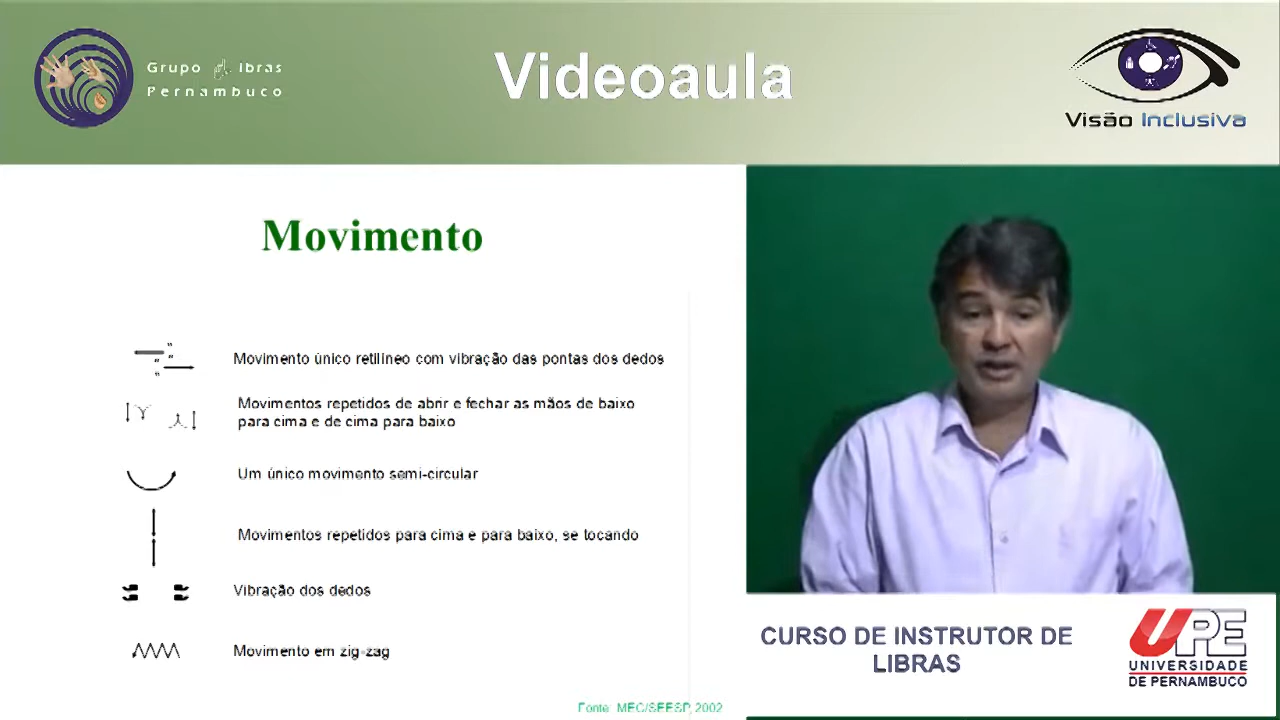 Grupo Libras
Pernambuco
Videoaula
Visão Inclusiva
Movimento
Movimento único retilíneo com vibração das pontas dos dedos
Movimentos repetidos de abrir e fechar as mãos de baixo
para cima e de cima para baixo
Um único movimento semi-circular
Movimentos repetidos para cima e para baixo, se tocando
Vibração dos dedos
Movimento em zig-zag
Fonte: MEC/SEESP, 2002
CURSO DE INSTRUTOR DE
LIBRAS
UPE
UNIVERSIDADE
DE PERNAMBUCO